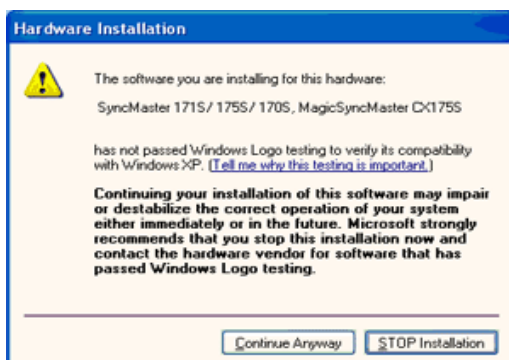 Hardware Installation
The software you are installing for this hardware:
SyncMaster 171S/ 175S/ 170S, MagicSyncMaster CX175S
has not passed Windows Logo testing to verify its compatibility
with Windows XP. (Tell me why this testing is important.)
Continuing your installation of this software may impair
or destabilize the correct operation of your system
either immediately or in the future. Microsoft strongly
recommends that you stop this installation now and
contact the hardware vendor for software that has
passed Windows Logo testing.
Continue Anyway
STOP Installation